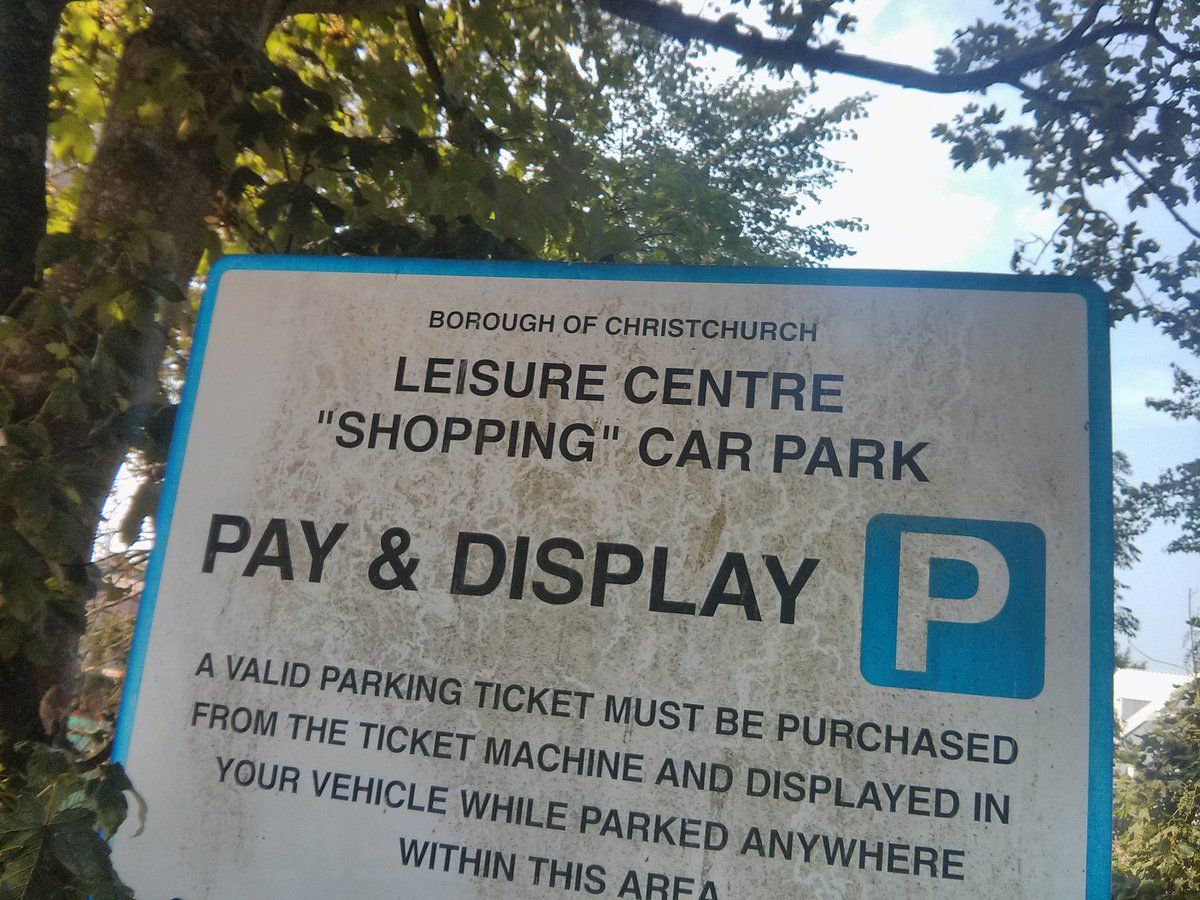 BOROUGH OF CHRISTCHURCH
LEISURE CENTRE
"SHOPPING" CAR PARK
PAY & DISPLAY
P
A VALID PARKING TICKET MUST BE PURCHASED
FROM THE TICKET MACHINE AND DISPLAYED IN
YOUR VEHICLE WHILE PARKED ANYWHERE
WITHIN THIS AREA